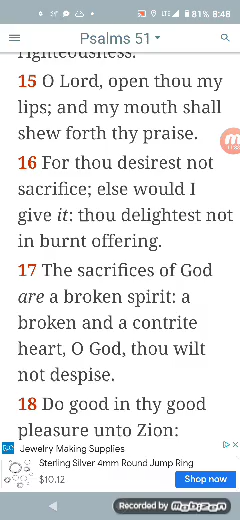 81% 8:48
Psalms 51
righteousness.
15 O Lord, open thou my
lips; and my mouth shall
shew forth thy praise.
16 For thou desirest not
sacrifice; else would I
give it: thou delightest not
in burnt offering.
17 The sacrifices of God
are a broken spirit: a
broken and a contrite
heart, O God, thou wilt
not despise.
18 Do good in thy good
pleasure unto Zion:
Jewelry Making Supplies
Sterling Silver 4mm Round Jump Ring
$10.12
Shop now
Recorded by mobizen